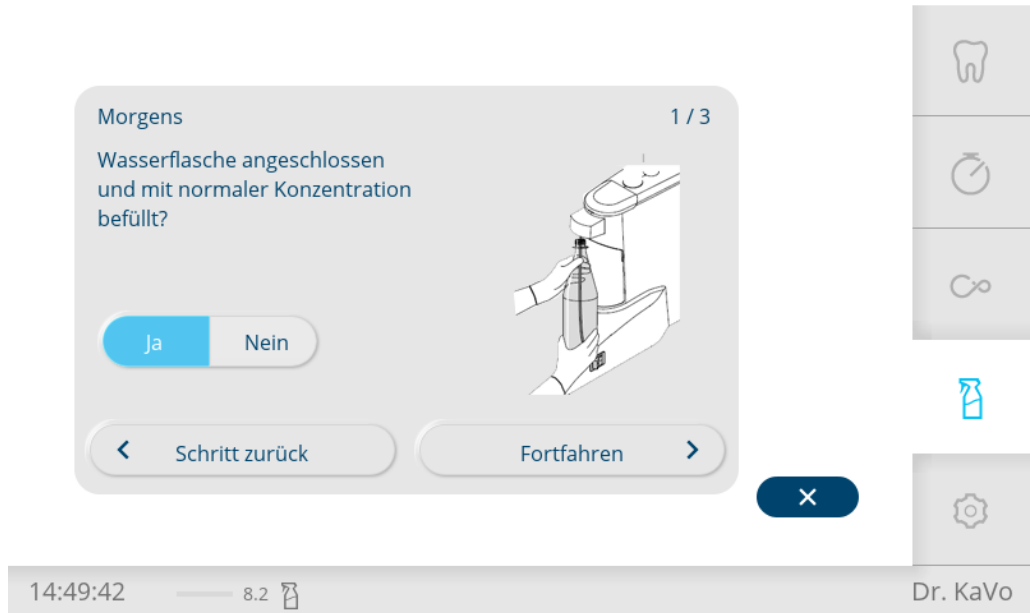 Morgens
1 / 3
Wasserflasche angeschlossen
und mit normaler Konzentration
befüllt?
Ja
Nein
Schritt zurück
Fortfahren
14:49:42
8.2
Dr. KaVo